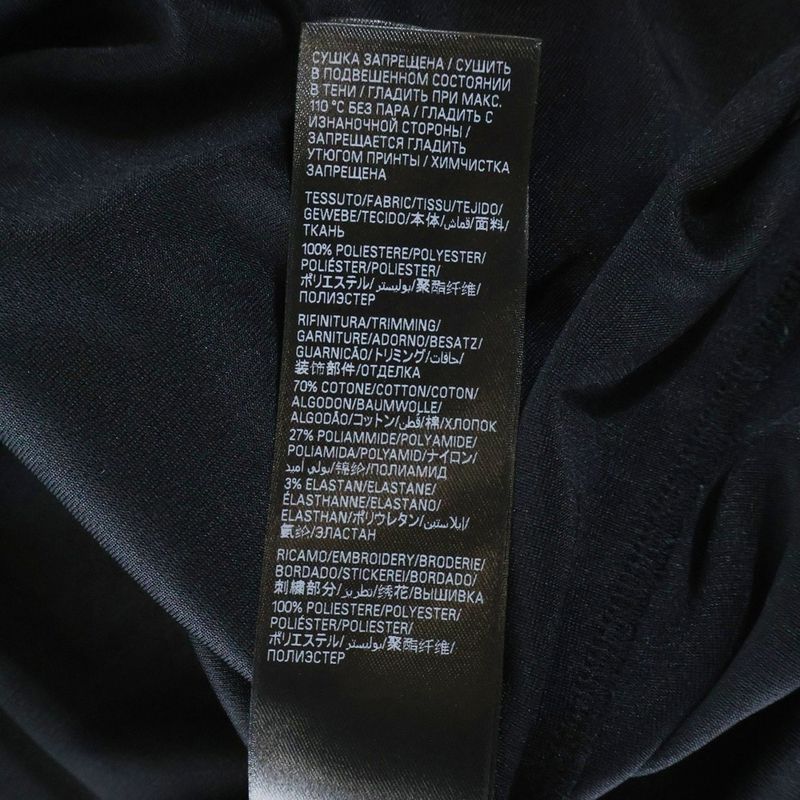 СУШКА ЗАПРЕЩЕНА / СУШИТЬ
В ПОДВЕШЕННОМ СОСТОЯНИИ
В ТЕНИ / ГЛАДИТЬ ПРИ МАКС.
110 °C БЕЗ ПАРА / ГЛАДИТЬ С
ИЗНАНОЧНОЙ СТОРОНЫ /
ЗАПРЕЩАЕТСЯ ГЛАДИТЬ
УТЮГОМ ПРИНТЫ / ХИМЧИСТКА
ЗАПРЕЩЕНА
TESSUTO/FABRIC/TISSU/TEJIDO/
GEWEBE/TECIDO/本体/قماش/面料/
ТКАНЬ
100% POLIESTERE/POLYESTER/
POLIÉSTER/POLIESTER/
ポリエステル/بوليستر/聚酯纤维/
ПОЛИЭСТЕР
RIFINITURA/TRIMMING/
GARNITURE/ADORNO/BESATZ/
GUARNICÃO/トリミング/حافات/
装饰部件/ОТДЕЛКА
70% COTONE/COTTON/COTON/
ALGODON/BAUMWOLLE/
ALGODÃO/コットン/قطن/棉/ХЛОПОК
27% POLIAMMIDE/POLYAMIDE/
POLIAMIDA/POLYAMID/ナイロン/
بولي أميد/锦纶/ПОЛИАМИД
3% ELASTAN/ELASTANE/
ÉLASTHANNE/ELASTANO/
ELASTHAN/ポリウレタン/إيلاستين/
氨纶/ЭЛАСТАН
RICAMO/EMBROIDERY/BRODERIE/
BORDADO/STICKEREI/BORDADO/
刺繍部分/تطريز/绣花/ВЫШИВКА
100% POLIESTERE/POLYESTER/
POLIÉSTER/POLIESTER/
ポリエステル/بوليستر/聚酯纤维/
ПОЛИЭСТЕР